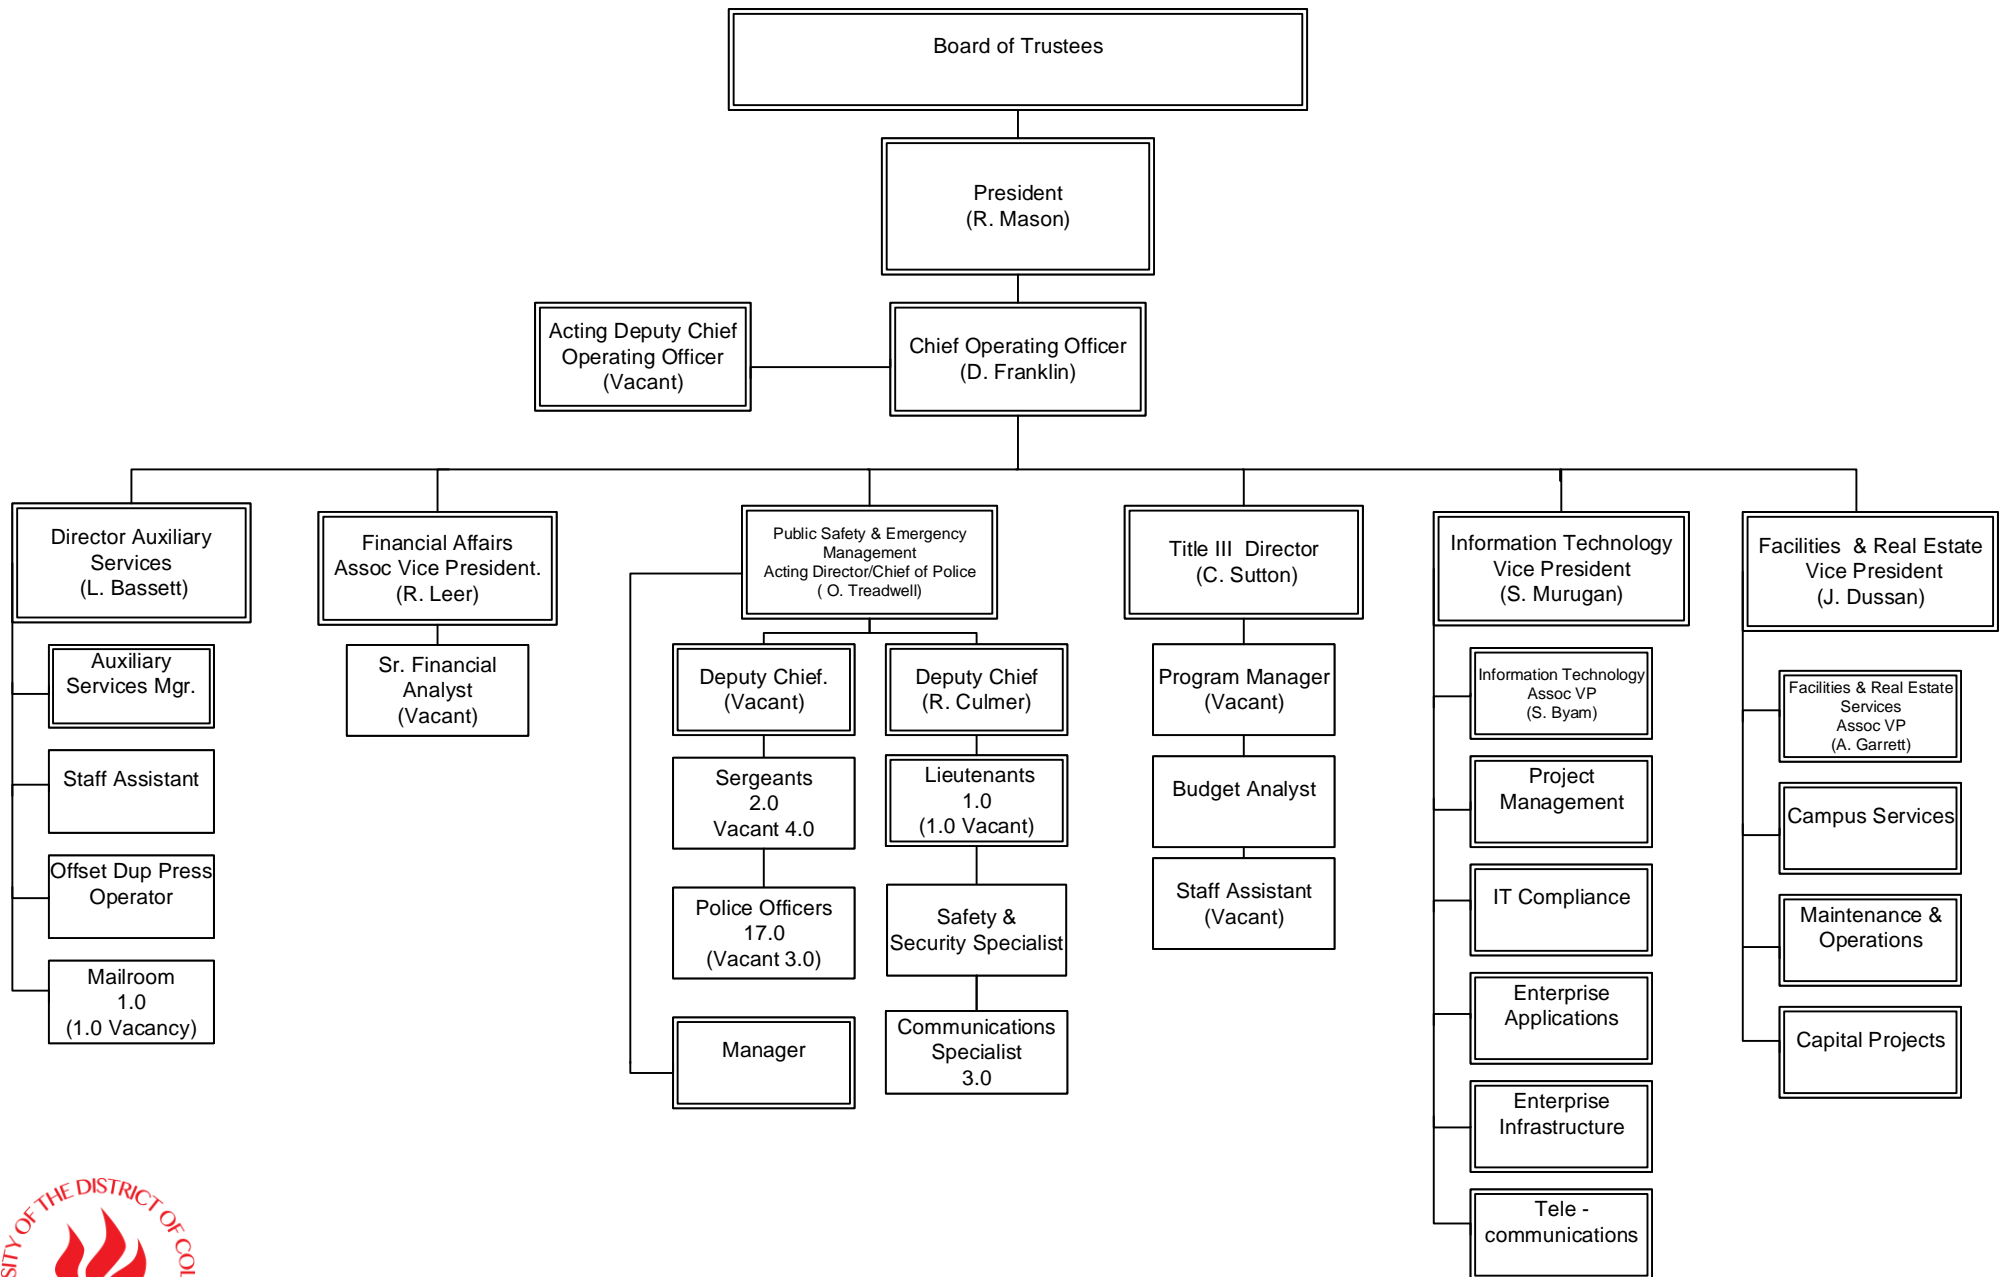 Board of Trustees
President
(R. Mason)
Acting Deputy Chief
Operating Officer
(Vacant)
Chief Operating Officer
(D. Franklin)
Director Auxiliary
Services
(L. Bassett)
Financial Affairs
Assoc Vice President.
(R. Leer)
Public Safety & Emergency
Management
Acting Director/Chief of Police
( O. Treadwell)
Title III  Director
(C. Sutton)
Information Technology
Vice President
(S. Murugan)
Facilities  & Real Estate
Vice President
(J. Dussan)
Auxiliary
Services Mgr.
Staff Assistant
Offset Dup Press
Operator
Mailroom
1.0
(1.0 Vacancy)
Sr. Financial
Analyst
(Vacant)
Deputy Chief.
(Vacant)
Sergeants
2.0
Vacant 4.0
Police Officers
17.0
(Vacant 3.0)
Manager
Deputy Chief
(R. Culmer)
Lieutenants
1.0
(1.0 Vacant)
Safety &
Security Specialist
Communications
Specialist
3.0
Program Manager
(Vacant)
Budget Analyst
Staff Assistant
(Vacant)
Information Technology
Assoc VP
(S. Byam)
Project
Management
IT Compliance
Enterprise
Applications
Enterprise
Infrastructure
Tele -
communications
Facilities & Real Estate
Services
Assoc VP
(A. Garrett)
Campus Services
Maintenance &
Operations
Capital Projects
SITY OF THE DISTRICT OF COL